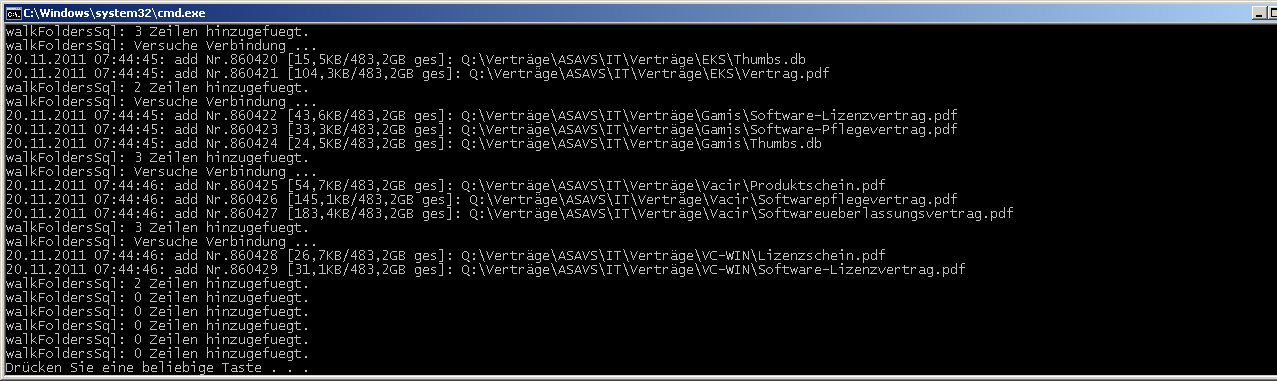 C:\Windows\system32\cmd.exe
walkFoldersSql: 3 Zeilen hinzugefuegt.
walkFoldersSql: Versuche Verbindung ...
20.11.2011 07:44:45: add Nr.860420 [15,5KB/483,2GB ges]: Q:\Verträge\ASAVS\IT\Verträge\EKS\Thumbs.db
20.11.2011 07:44:45: add Nr.860421 [104,3KB/483,2GB ges]: Q:\Verträge\ASAVS\IT\Verträge\EKS\Vertrag.pdf
walkFoldersSql: 2 Zeilen hinzugefuegt.
walkFoldersSql: Versuche Verbindung ...
20.11.2011 07:44:45: add Nr.860422 [43,6KB/483,2GB ges]: Q:\Verträge\ASAVS\IT\Verträge\Gamis\Software-Lizenzvertrag.pdf
20.11.2011 07:44:45: add Nr.860423 [33,3KB/483,2GB ges]: Q:\Verträge\ASAVS\IT\Verträge\Gamis\Software-Pflegevertrag.pdf
20.11.2011 07:44:45: add Nr.860424 [24,5KB/483,2GB ges]: Q:\Verträge\ASAVS\IT\Verträge\Gamis\Thumbs.db
walkFoldersSql: 3 Zeilen hinzugefuegt.
walkFoldersSql: Versuche Verbindung ...
20.11.2011 07:44:46: add Nr.860425 [54,7KB/483,2GB ges]: Q:\Verträge\ASAVS\IT\Verträge\Vacir\Produktschein.pdf
20.11.2011 07:44:46: add Nr.860426 [145,1KB/483,2GB ges]: Q:\Verträge\ASAVS\IT\Verträge\Vacir\Softwarepflegevertrag.pdf
20.11.2011 07:44:46: add Nr.860427 [183,4KB/483,2GB ges]: Q:\Verträge\ASAVS\IT\Verträge\Vacir\Softwareueberlassungsvertrag.pdf
walkFoldersSql: 3 Zeilen hinzugefuegt.
walkFoldersSql: Versuche Verbindung ...
20.11.2011 07:44:46: add Nr.860428 [26,7KB/483,2GB ges]: Q:\Verträge\ASAVS\IT\Verträge\VC-WIN\Lizenzschein.pdf
20.11.2011 07:44:46: add Nr.860429 [31,1KB/483,2GB ges]: Q:\Verträge\ASAVS\IT\Verträge\VC-WIN\Software-Lizenzvertrag.pdf
walkFoldersSql: 2 Zeilen hinzugefuegt.
walkFoldersSql: 0 Zeilen hinzugefuegt.
walkFoldersSql: 0 Zeilen hinzugefuegt.
walkFoldersSql: 0 Zeilen hinzugefuegt.
walkFoldersSql: 0 Zeilen hinzugefuegt.
walkFoldersSql: 0 Zeilen hinzugefuegt.
Drücken Sie eine beliebige Taste . . .